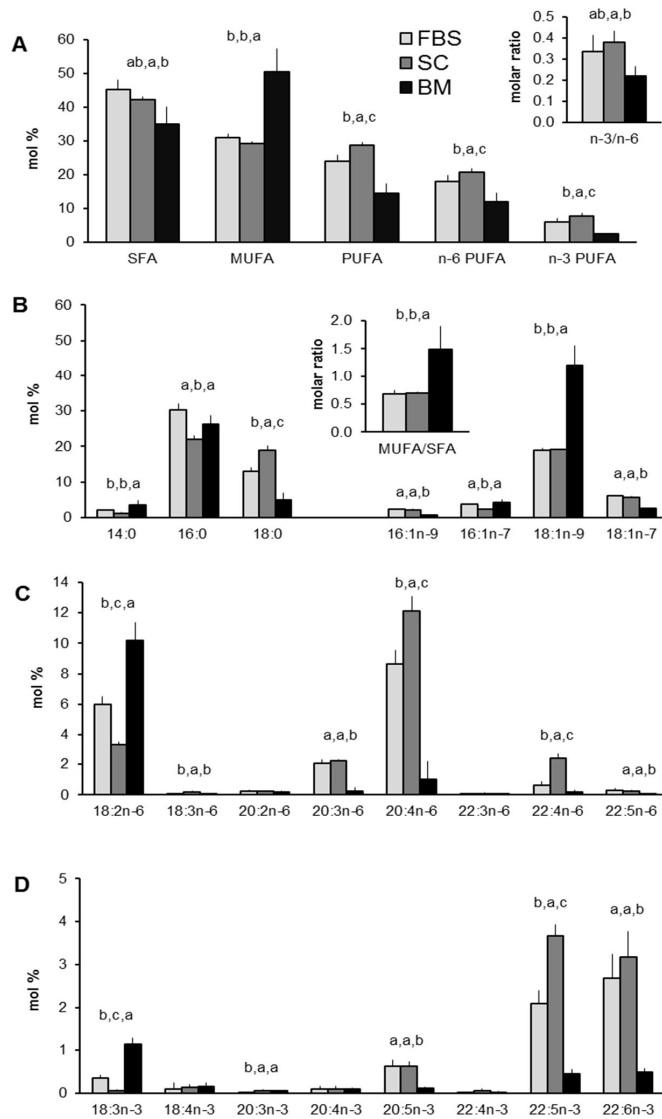 A
60
50
40
30
20
10
0
mol %
ab,a,b
b,b,a
b,a,c
b,a,c
b,a,c
FBS
SC
BM
SFA
MUFA
PUFA
n-6 PUFA
n-3 PUFA
0.5
0.4
0.3
0.2
0.1
0.0
molar ratio
ab,a,b
n-3/n-6
B
60
50
40
30
20
10
0
mol %
b,b,a
a,b,a
b,a,c
a,a,b
a,b,a
b,b,a
a,a,b
14:0
16:0
18:0
16:1n-9
16:1n-7
18:1n-9
18:1n-7
2.0
1.5
1.0
0.5
0.0
molar ratio
b,b,a
MUFA/SFA
C
14
12
10
8
6
4
2
0
mol %
b,c,a
b,a,b
a,a,b
b,a,c
b,a,c
a,a,b
18:2n-6
18:3n-6
20:2n-6
20:3n-6
20:4n-6
22:3n-6
22:4n-6
22:5n-6
D
5
4
3
2
1
0
mol %
b,c,a
b,a,a
a,a,b
b,a,c
a,a,b
18:3n-3
18:4n-3
20:3n-3
20:4n-3
20:5n-3
22:4n-3
22:5n-3
22:6n-3